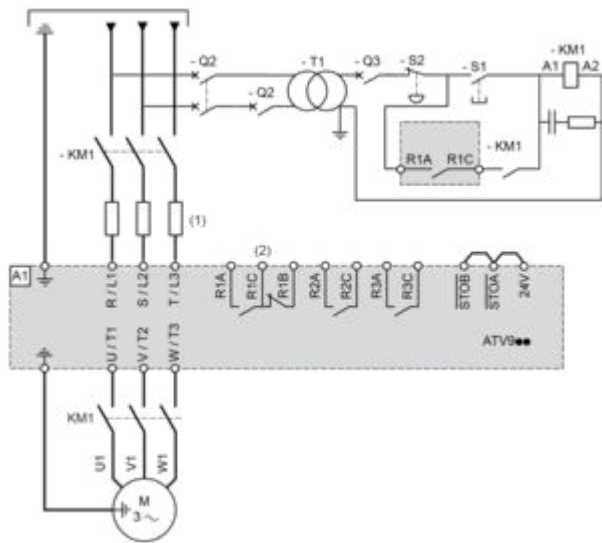 - Q2
- T1
- Q3
- S2
- S1
- KM1
A1
A2
- Q2
- KM1
R1A
R1C
- KM1
(1)
(2)
A1
R / L1
S / L2
T / L3
R1A
R1C
R1B
R2A
R2C
R3A
R3C
STOB
STOA
24V
U / T1
V / T2
W / T3
ATV9●●
KM1
U1
V1
W1
M
3 ~